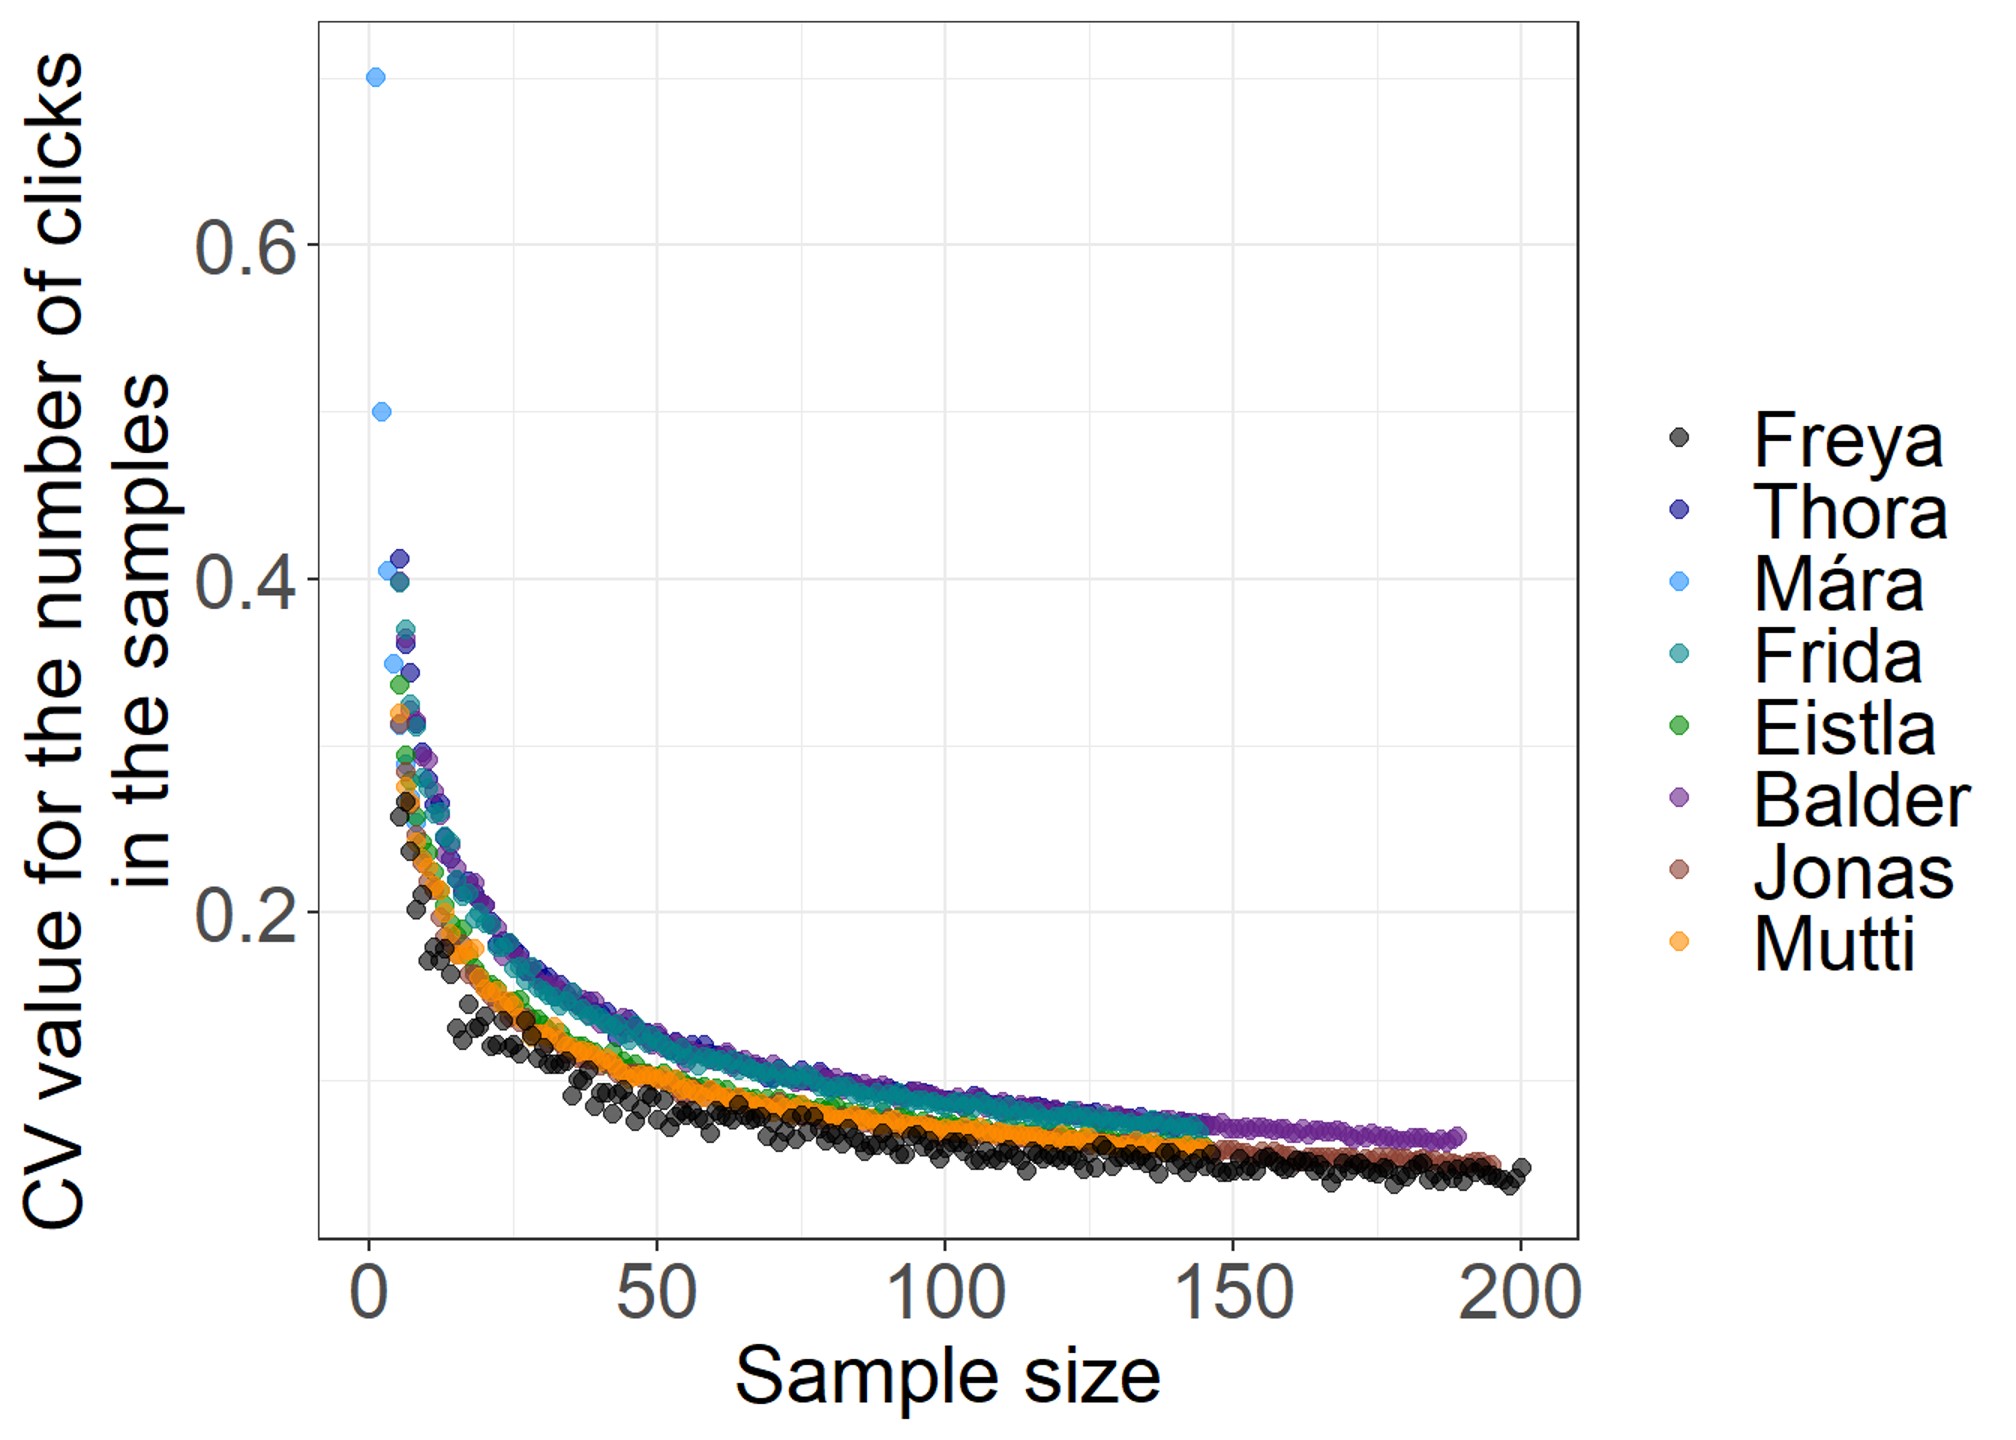 CV value for the number of clicks
in the samples
0.6
0.4
0.2
0
50
100
150
200
Sample size
Freya
Thora
Mára
Frida
Eistla
Balder
Jonas
Mutti